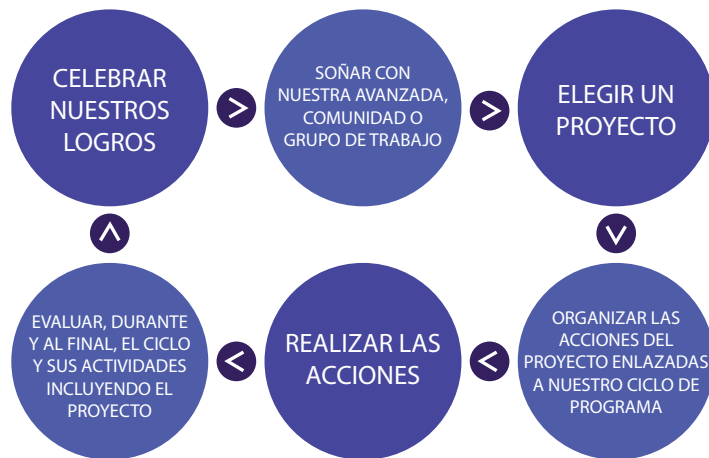 CELEBRAR
NUESTROS
LOGROS
SOÑAR CON
NUESTRA AVANZADA,
COMUNIDAD O
GRUPO DE TRABAJO
ELEGIR UN
PROYECTO
ORGANIZAR LAS
ACCIONES DEL
PROYECTO ENLAZADAS
A NUESTRO CICLO DE
PROGRAMA
REALIZAR LAS
ACCIONES
EVALUAR, DURANTE
Y AL FINAL, EL CICLO
Y SUS ACTIVIDADES
INCLUYENDO EL
PROYECTO